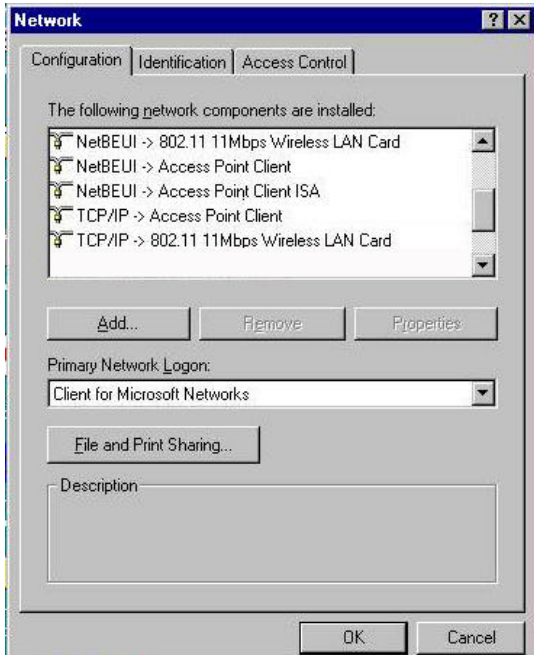 Network
Configuration Identification Access Control
The following network components are installed:
NetBEUI -> 802.11 11Mbps Wireless LAN Card
NetBEUI -> Access Point Client
NetBEUI -> Access Point Client ISA
TCP/IP -> Access Point Client
TCP/IP -> 802.11 11Mbps Wireless LAN Card
Add... Remove Properties
Primary Network Logon:
Client for Microsoft Networks
File and Print Sharing...
Description
OK Cancel